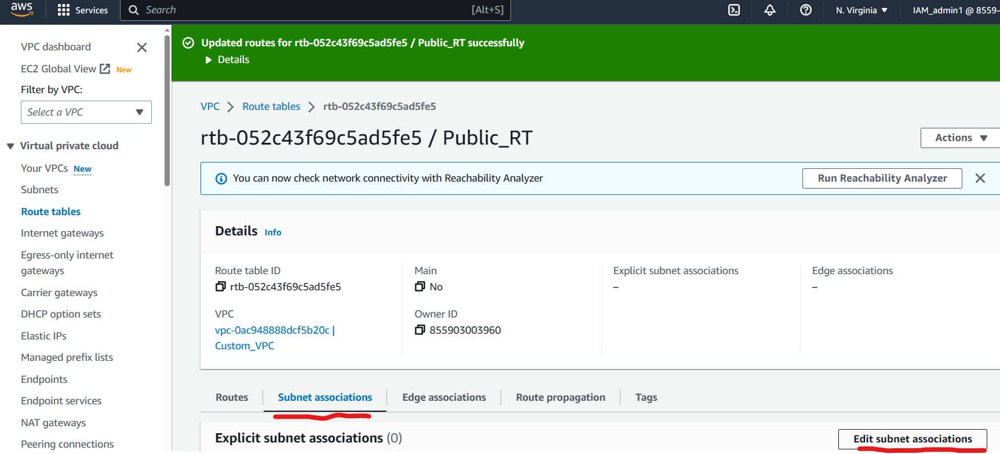 aws
Services
Search
[Alt+S]
N. Virginia
IAM_admin1 @ 8559-
VPC dashboard
EC2 Global View New
Filter by VPC:
Select a VPC
Virtual private cloud
Your VPCs New
Subnets
Route tables
Internet gateways
Egress-only internet
gateways
Carrier gateways
DHCP option sets
Elastic IPs
Managed prefix lists
Endpoints
Endpoint services
NAT gateways
Peering connections
Updated routes for rtb-052c43f69c5ad5fe5 / Public_RT successfully
Details
VPC > Route tables > rtb-052c43f69c5ad5fe5
rtb-052c43f69c5ad5fe5 / Public_RT
Actions
You can now check network connectivity with Reachability Analyzer
Run Reachability Analyzer
Details Info
Route table ID
rtb-052c43f69c5ad5fe5
Main
No
Explicit subnet associations
–
Edge associations
–
VPC
vpc-0ac948888dcf5b20c |
Custom_VPC
Owner ID
855903003960
Routes
Subnet associations
Edge associations
Route propagation
Tags
Explicit subnet associations (0)
Edit subnet associations